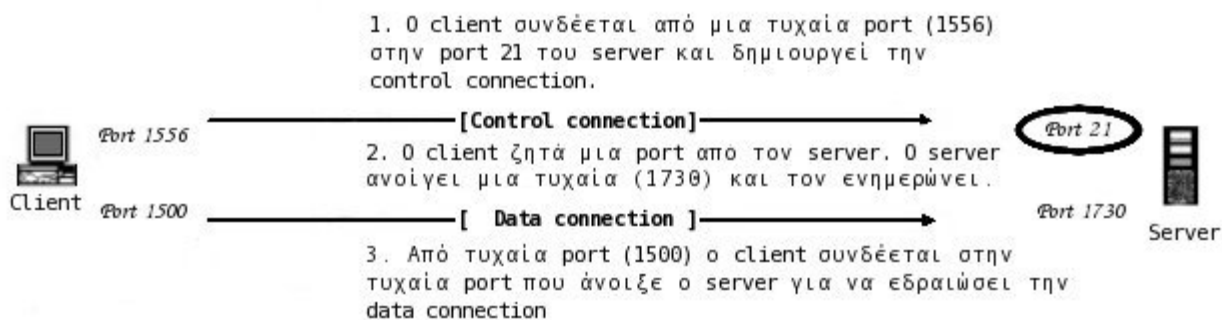 1. Ο client συνδέεται από μια τυχαία port (1556)
στην port 21 του server και δημιουργεί την
control connection.
[Control connection]
Port 1556
Port 21
2. Ο client ζητά μια port από τον server. Ο server
ανοίγει μια τυχαία (1730) και τον ενημερώνει.
Client
Port 1500
[ Data connection ]
Port 1730
Server
3. Από τυχαία port (1500) ο client συνδέεται στην
τυχαία port που άνοιξε ο server για να εδραιώσει την
data connection